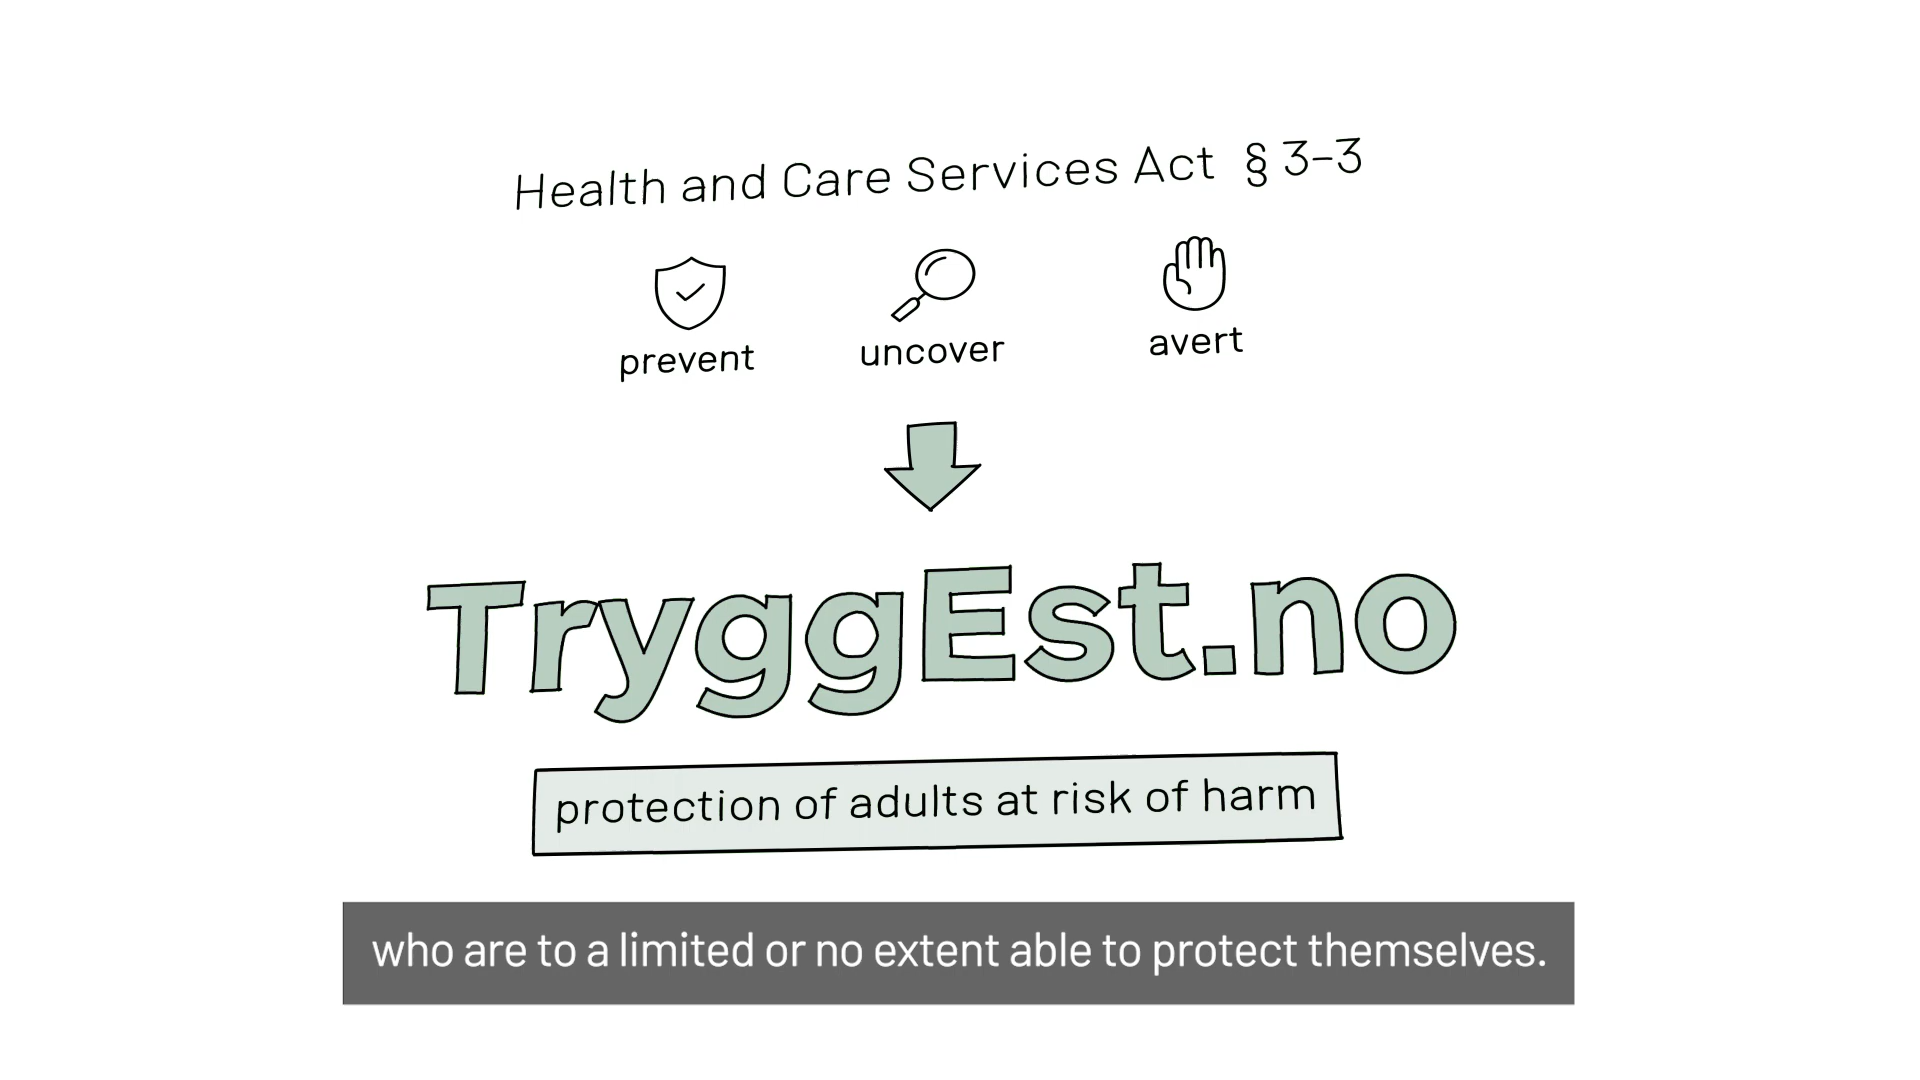 Health and Care Services Act § 3-3
prevent
uncover
avert
TryggEst.no
protection of adults at risk of harm
who are to a limited or no extent able to protect themselves.